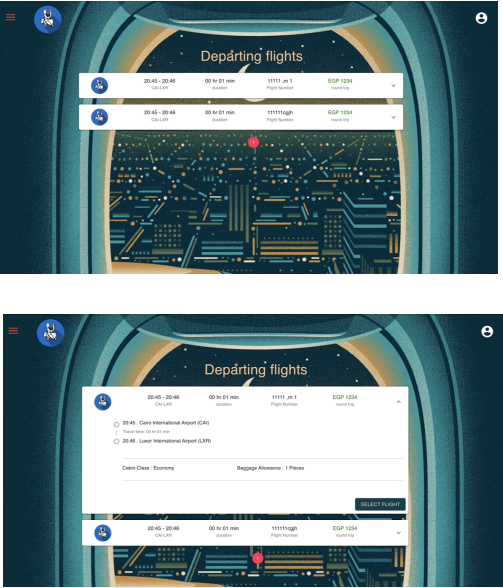 Departing flights
20:45 - 20:46 00 hr 01 min 11111 ,m 1 EGP 1234
CAI-LXR duration Flight Number round trip
20:45 - 20:46 00 hr 01 min 111111cgjh EGP 1234
CAI-LXR duration Flight Number round trip
1
Departing flights
20:45 - 20:46 00 hr 01 min 11111 ,m 1 EGP 1234
CAI-LXR duration Flight Number round trip
20:45 . Cairo International Airport (CAI)
Travel time: 00 hr 01 min
20:46 . Luxor International Airport (LXR)
Cabin Class : Economy Baggage Allowance : 1 Pieces
SELECT FLIGHT
20:45 - 20:46 00 hr 01 min 111111cgjh EGP 1234
CAI-LXR duration Flight Number round trip
1